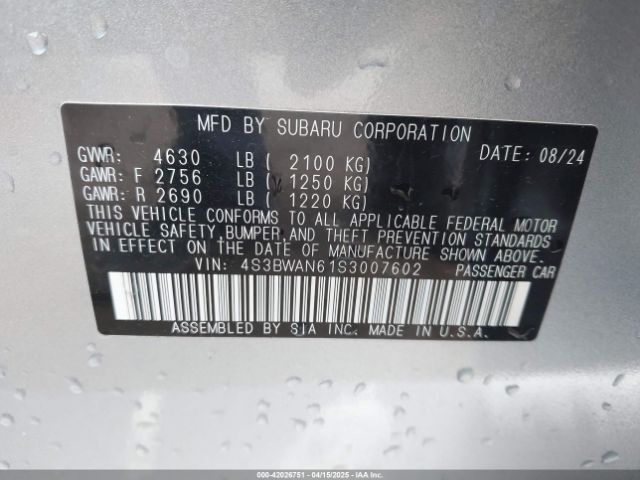 MFD BY SUBARU CORPORATION
GVWR: 4630 LB ( 2100 KG) DATE: 08/24
GAWR: F 2756 LB ( 1250 KG)
GAWR: R 2690 LB ( 1220 KG)
THIS VEHICLE CONFORMS TO ALL APPLICABLE FEDERAL MOTOR
VEHICLE SAFETY, BUMPER, AND THEFT PREVENTION STANDARDS
IN EFFECT ON THE DATE OF MANUFACTURE SHOWN ABOVE.
VIN: 4S3BWAN61S3007602 PASSENGER CAR
ASSEMBLED BY SIA INC. MADE IN U.S.A.
000-42026751 - 04/15/2025 - IAAI.COM